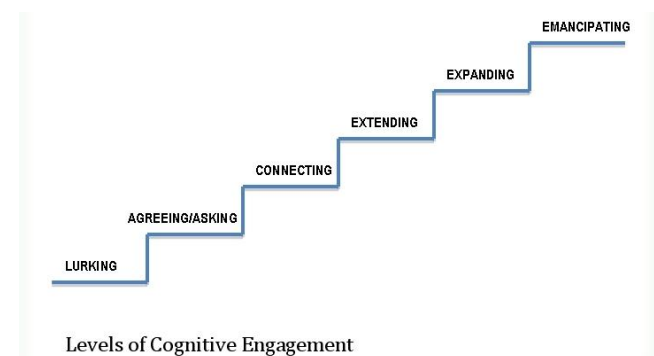 EMANCIPATING
EXPANDING
EXTENDING
CONNECTING
AGREEING/ASKING
LURKING
Levels of Cognitive Engagement